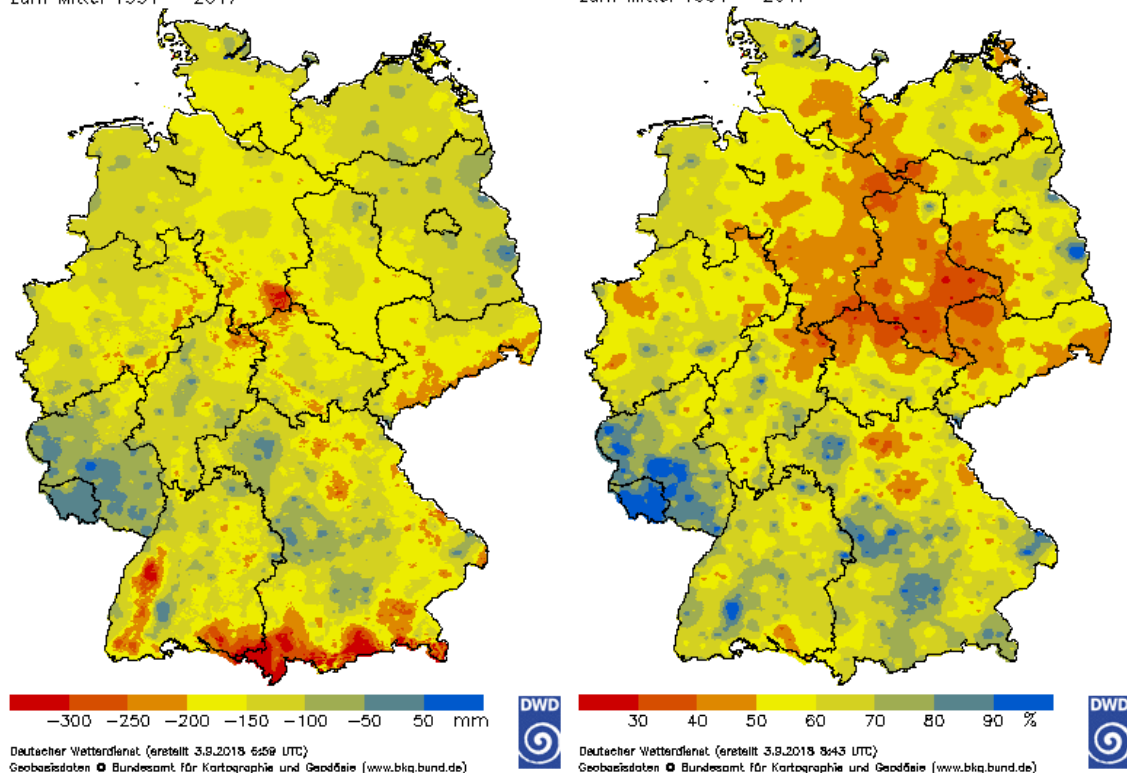 −300 −250 −200 −150 −100 −50 50 mm
DWD
Deutscher Wetterdienst (erstellt 3.9.2018 6:59 UTC)
Geobasisdaten © Bundesamt für Kartographie und Geodäsie (www.bkg.bund.de)
30 40 50 60 70 80 90 %
DWD
Deutscher Wetterdienst (erstellt 3.9.2018 8:43 UTC)
Geobasisdaten © Bundesamt für Kartographie und Geodäsie (www.bkg.bund.de)